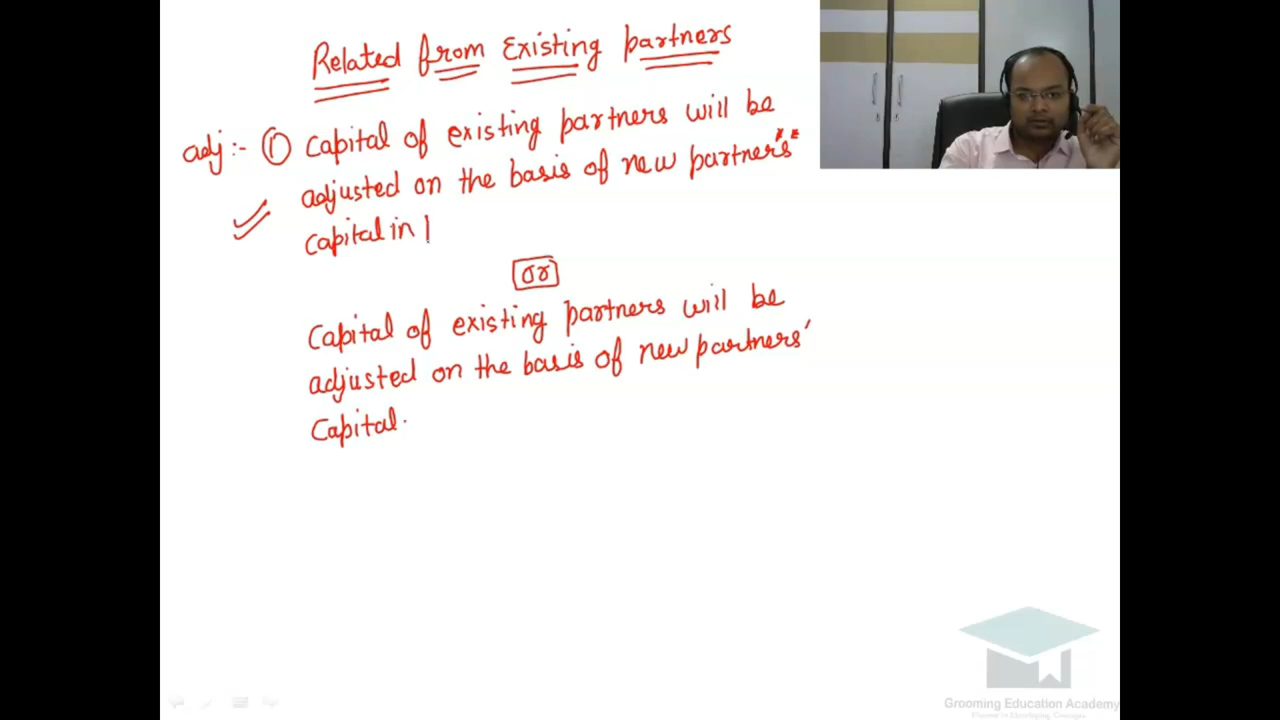 Related from Existing partners
adj:- ① Capital of existing partners will be
adjusted on the basis of new partner's**
capital in
or
Capital of existing partners will be
adjusted on the basis of new partners'
Capital.
Grooming Education Academy